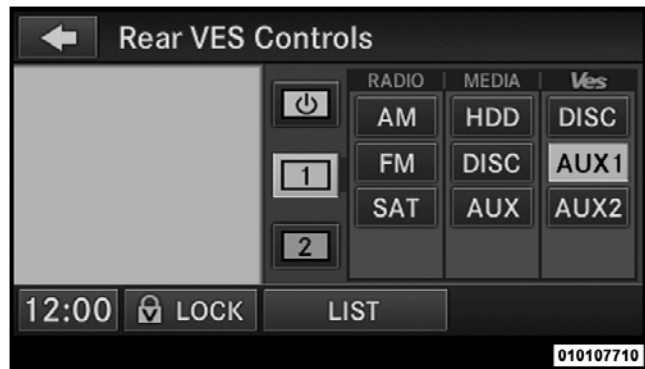 Rear VES Controls
RADIO MEDIA Ves
AM HDD DISC
1 FM DISC AUX1
SAT AUX AUX2
2
12:00 LOCK LIST
010107710